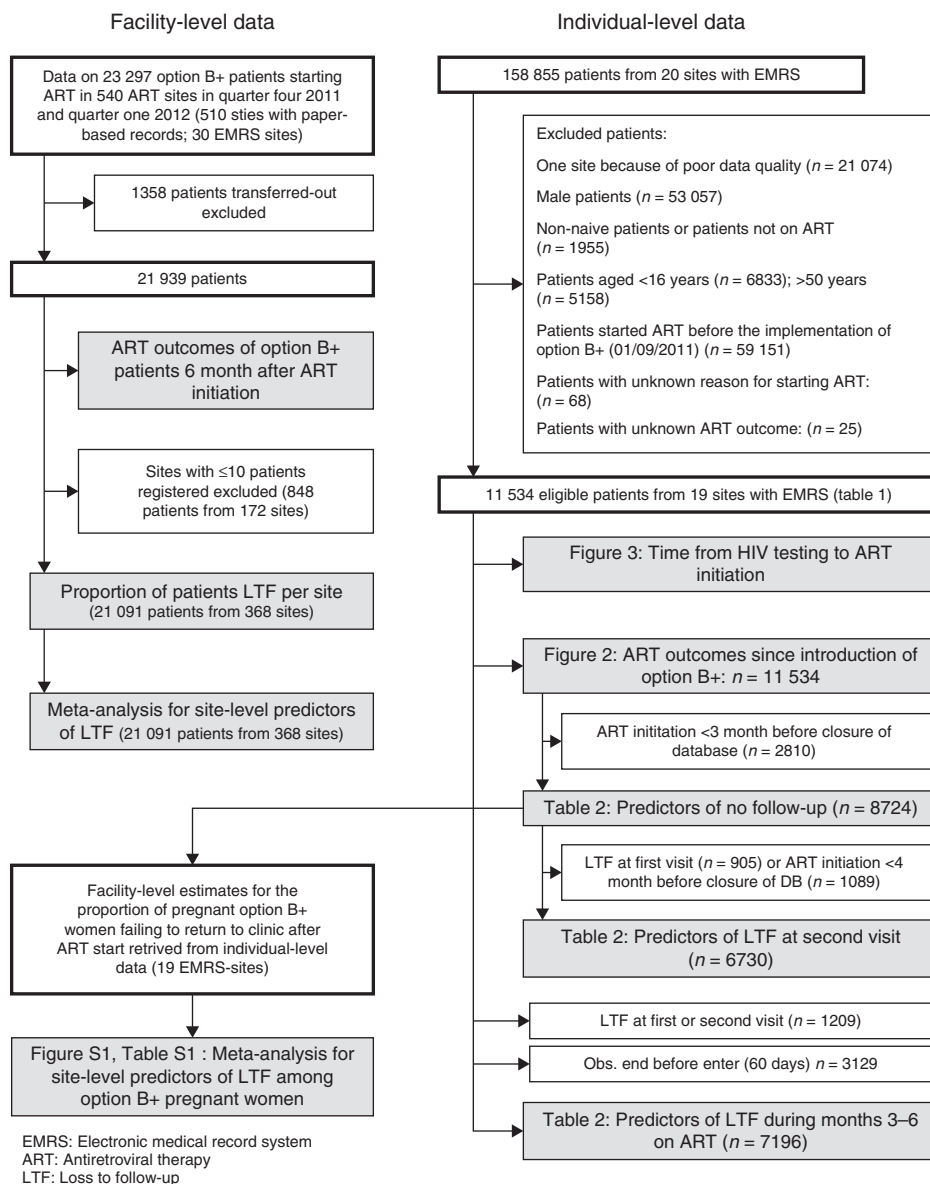 Facility-level data
Data on 23 297 option B+ patients starting
ART in 540 ART sites in quarter four 2011
and quarter one 2012 (510 sties with paper-
based records; 30 EMRS sites)
1358 patients transferred-out
excluded
21 939 patients
ART outcomes of option B+
patients 6 month after ART
initiation
Sites with ≤10 patients
registered excluded (848
patients from 172 sites)
Proportion of patients LTF per site
(21 091 patients from 368 sites)
Meta-analysis for site-level predictors
of LTF (21 091 patients from 368 sites)
Facility-level estimates for the
proportion of pregnant option B+
women failing to return to clinic after
ART start retrived from individual-level
data (19 EMRS-sites)
Figure S1, Table S1 : Meta-analysis for
site-level predictors of LTF among
option B+ pregnant women
EMRS: Electronic medical record system
ART: Antiretroviral therapy
LTF: Loss to follow-up
Individual-level data
158 855 patients from 20 sites with EMRS
Excluded patients:
One site because of poor data quality (n = 21 074)
Male patients (n = 53 057)
Non-naive patients or patients not on ART
(n = 1955)
Patients aged <16 years (n = 6833); >50 years
(n = 5158)
Patients started ART before the implementation of
option B+ (01/09/2011) (n = 59 151)
Patients with unknown reason for starting ART:
(n = 68)
Patients with unknown ART outcome: (n = 25)
11 534 eligible patients from 19 sites with EMRS (table 1)
Figure 3: Time from HIV testing to ART
initiation
Figure 2: ART outcomes since introduction of
option B+: n = 11 534
ART inititation <3 month before closure of
database (n = 2810)
Table 2: Predictors of no follow-up (n = 8724)
LTF at first visit (n = 905) or ART initiation <4
month before closure of DB (n = 1089)
Table 2: Predictors of LTF at second visit
(n = 6730)
LTF at first or second visit (n = 1209)
Obs. end before enter (60 days) n = 3129
Table 2: Predictors of LTF during months 3–6
on ART (n = 7196)